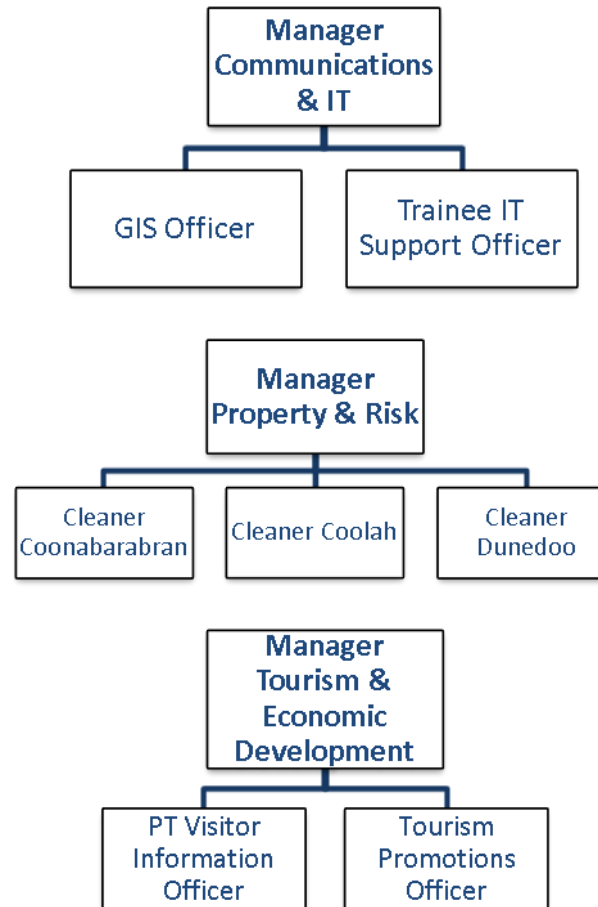 Manager
Communications
& IT
GIS Officer
Trainee IT
Support Officer
Manager
Property & Risk
Cleaner
Coonabarabran
Cleaner Coolah
Cleaner
Dunedoo
Manager
Tourism &
Economic
Development
PT Visitor
Information
Officer
Tourism
Promotions
Officer